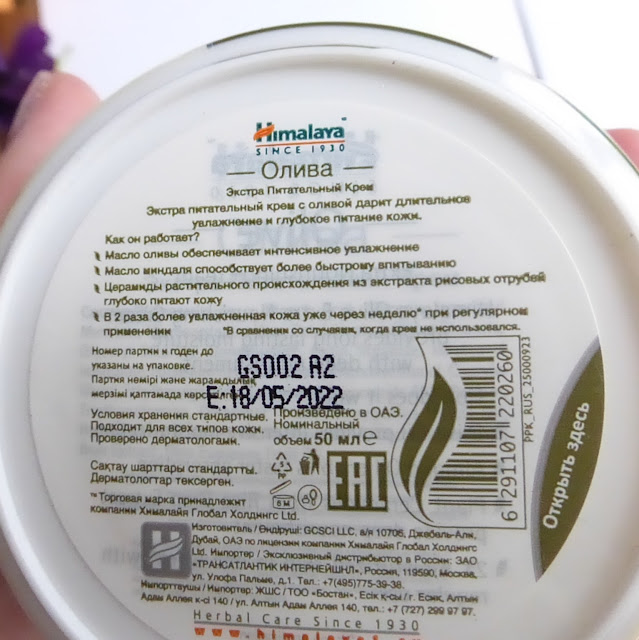 Himalaya
SINCE 1930
Олива
Экстра Питательный Крем
Экстра питательный крем с оливой дарит длительное
увлажнение и глубокое питание кожи.
Как он работает?
Масло оливы обеспечивает интенсивное увлажнение
Масло миндаля способствует более быстрому впитыванию
Церамиды растительного происхождения из экстракта рисовых отрубей
глубоко питают кожу
В 2 раза более увлажненная кожа уже через неделю* при регулярном
применении *В сравнении со случаями, когда крем не использовался.
Номер партии и годен до
указаны на упаковке.
GS002 A2
Партия нөмірі және жарамдылық
мерзімі қаптамада
E:18/05/2022
Условия хранения стандартные.
Подходит для всех типов кожи.
Проверено дерматологами.
Произведено в ОАЭ.
Номинальный
объем 50 мл e
Сақтау шарттары стандартты.
Дерматологтар тексерген.
5
PP
8 M
EAC
™Торговая марка принадлежит
компании Хималайя Глобал Холдингс Ltd.
6 291107 220260
PPK_RUS_25000923
Открыть здесь
Изготовитель / Өндіруші: GCSCI LLC, а/я 10706, Джебель-Али,
Дубай, ОАЭ по лицензии компании Хималайя Глобал Холдингс
Ltd. Импортер / Эксклюзивный дистрибьютор в России: ЗАО
«ТРАНСАТЛАНТИК ИНТЕРНЕЙШНЛ», Россия, 119590, Москва,
ул. Улофа Пальме, д.1. Тел.: +7(495)775-39-38.
Импорттаушы / Импортер: ЖШС / ТОО «Бостан», Есік қ-сы / г. Есик, Алтын
Адам Аллея к-сі 140 / ул. Алтын Адам Аллея 140, тел.: +7 (727) 299 97 97.
Herbal Care Since 1930